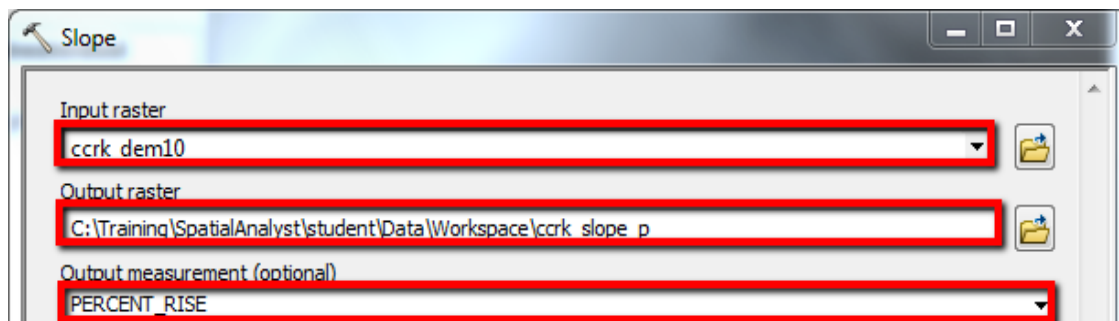 Slope
Input raster
ccrk_dem10
Output raster
C:\Training\SpatialAnalyst\student\Data\Workspace\ccrk_slope_p
Output measurement (optional)
PERCENT_RISE